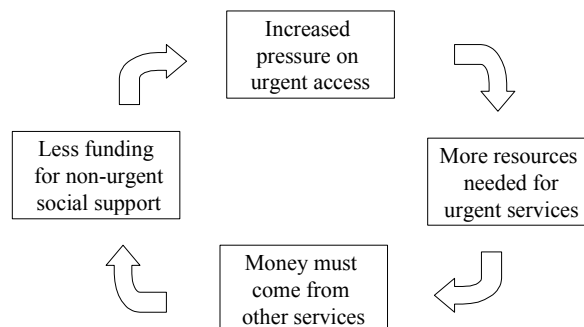 Increased
pressure on
urgent access
More resources
needed for
urgent services
Money must
come from
other services
Less funding
for non-urgent
social support